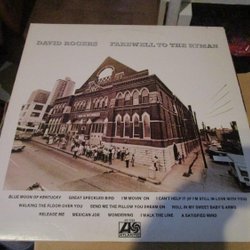 DAVID ROGERS FAREWELL TO THE RYMAN
BLUE MOON OF KENTUCKY GREAT SPECKLED BIRD I'M MOVIN' ON I CAN'T HELP IT (IF I'M STILL IN LOVE WITH YOU)
WALKING THE FLOOR OVER YOU SEND ME THE PILLOW YOU DREAM ON ROLL IN MY SWEET BABY'S ARMS
RELEASE ME MEXICAN JOE WONDERING I WALK THE LINE A SATISFIED MIND
ATLANTIC